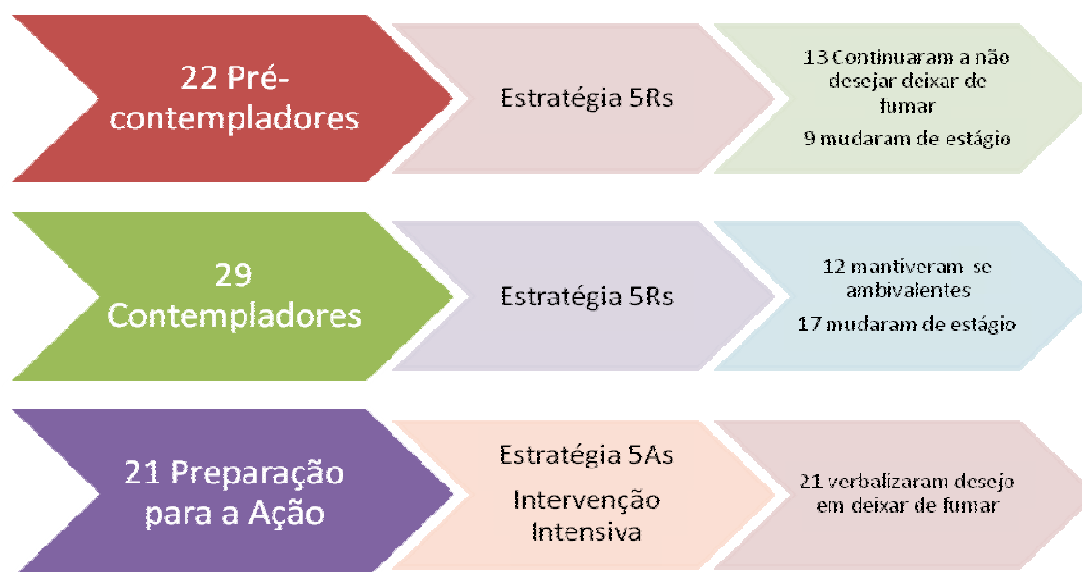 22 Pré-
contempladores
Estratégia 5Rs
13 Continuaram a não
desejar deixar de
fumar
9 mudaram de estágio
29
Contempladores
Estratégia 5Rs
12 mantiveram se
ambivalentes
17 mudaram de estágio
21 Preparação
para a Ação
Estratégia 5As
Intervenção
Intensiva
21 verbalizaram desejo
em deixar de fumar